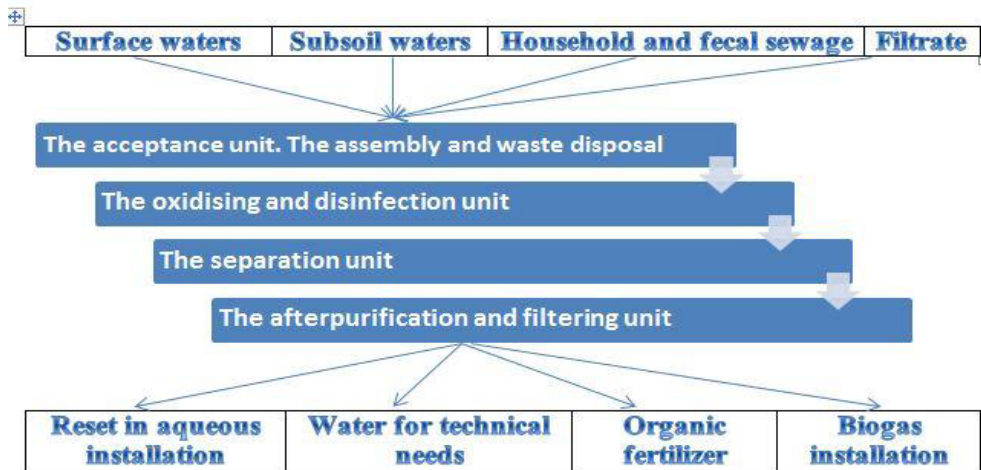 Surface waters Subsoil waters Household and fecal sewage Filtrate
The acceptance unit. The assembly and waste disposal
The oxidising and disinfection unit
The separation unit
The afterpurification and filtering unit
Reset in aqueous installation
Water for technical needs
Organic fertilizer
Biogas installation